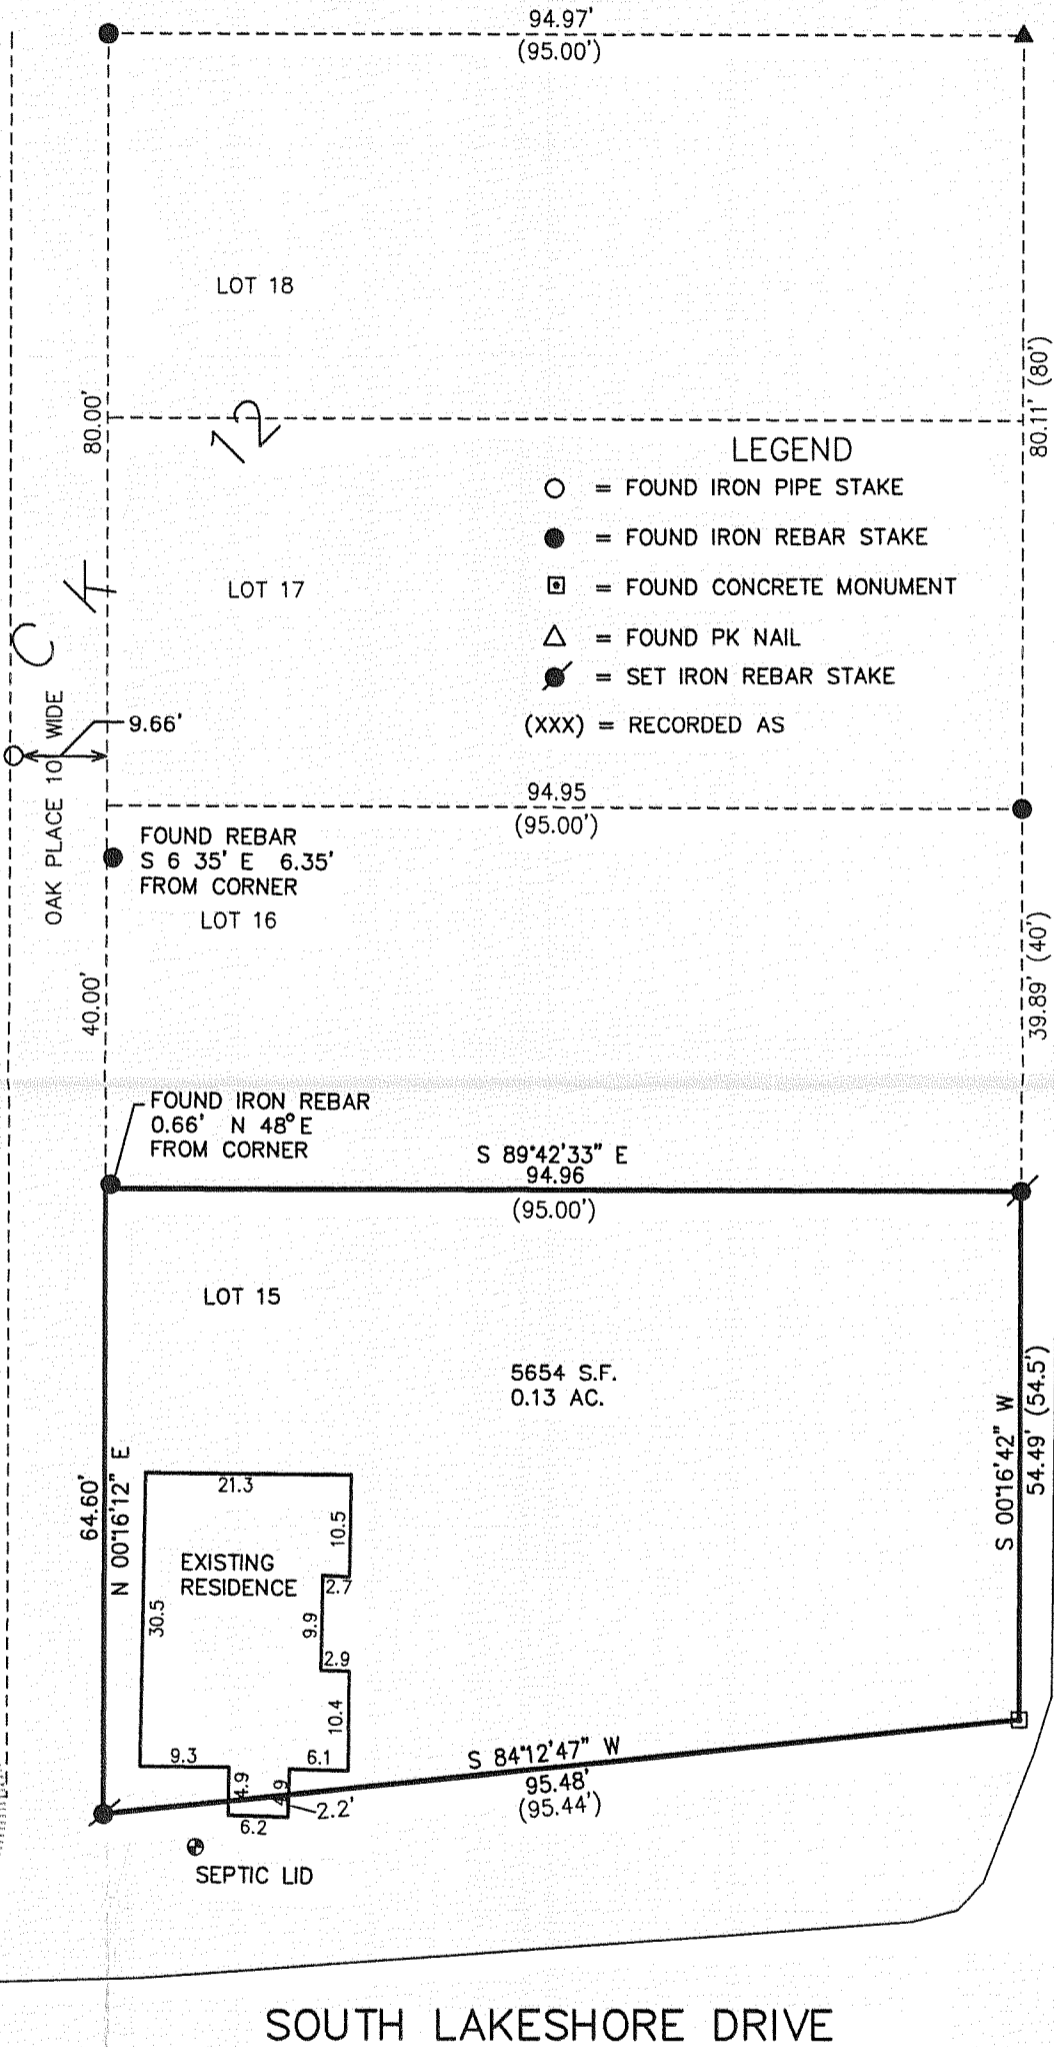 94.97'
(95.00')
LOT 18
80.00'
80.11' (80')
12
LEGEND
= FOUND IRON PIPE STAKE
= FOUND IRON REBAR STAKE
= FOUND CONCRETE MONUMENT
= FOUND PK NAIL
= SET IRON REBAR STAKE
(XXX) = RECORDED AS
K
LOT 17
C
9.66'
OAK PLACE 10' WIDE
94.95
(95.00')
FOUND REBAR
S 6 35' E 6.35'
FROM CORNER
LOT 16
40.00'
39.89' (40')
FOUND IRON REBAR
0.66' N 48° E
FROM CORNER
S 89°42'33" E
94.96
(95.00')
LOT 15
5654 S.F.
0.13 AC.
64.60'
N 00°16'12" E
S 00°16'42" W
54.49' (54.5')
21.3
10.5
EXISTING
RESIDENCE
2.7
30.5
9.9
2.9
10.4
9.3
6.1
4.9
4.9
2.2'
6.2
S 84°12'47" W
95.48'
(95.44')
SEPTIC LID
SOUTH LAKESHORE DRIVE